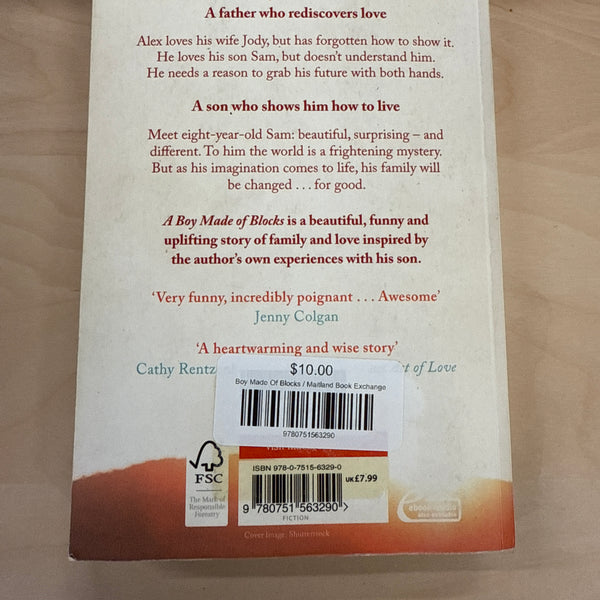 A father who rediscovers love
Alex loves his wife Jody, but has forgotten how to show it.
He loves his son Sam, but doesn't understand him.
He needs a reason to grab his future with both hands.
A son who shows him how to live
Meet eight-year-old Sam: beautiful, surprising – and
different. To him the world is a frightening mystery.
But as his imagination comes to life, his family will
be changed . . . for good.
A Boy Made of Blocks is a beautiful, funny and
uplifting story of family and love inspired by
the author's own experiences with his son.
'Very funny, incredibly poignant . . . Awesome'
Jenny Colgan
'A heartwarming and wise story'
Cathy of Love
$10.00
Boy Made Of Blocks / Maitland Book Exchange
9780751563290
ISBN 978-0-7515-6329-0
UK£7.99
9 780751 563290 >
FICTION
FSC
The Mark of
Responsible
Forestry
also available
Cover Image: Shutterstock